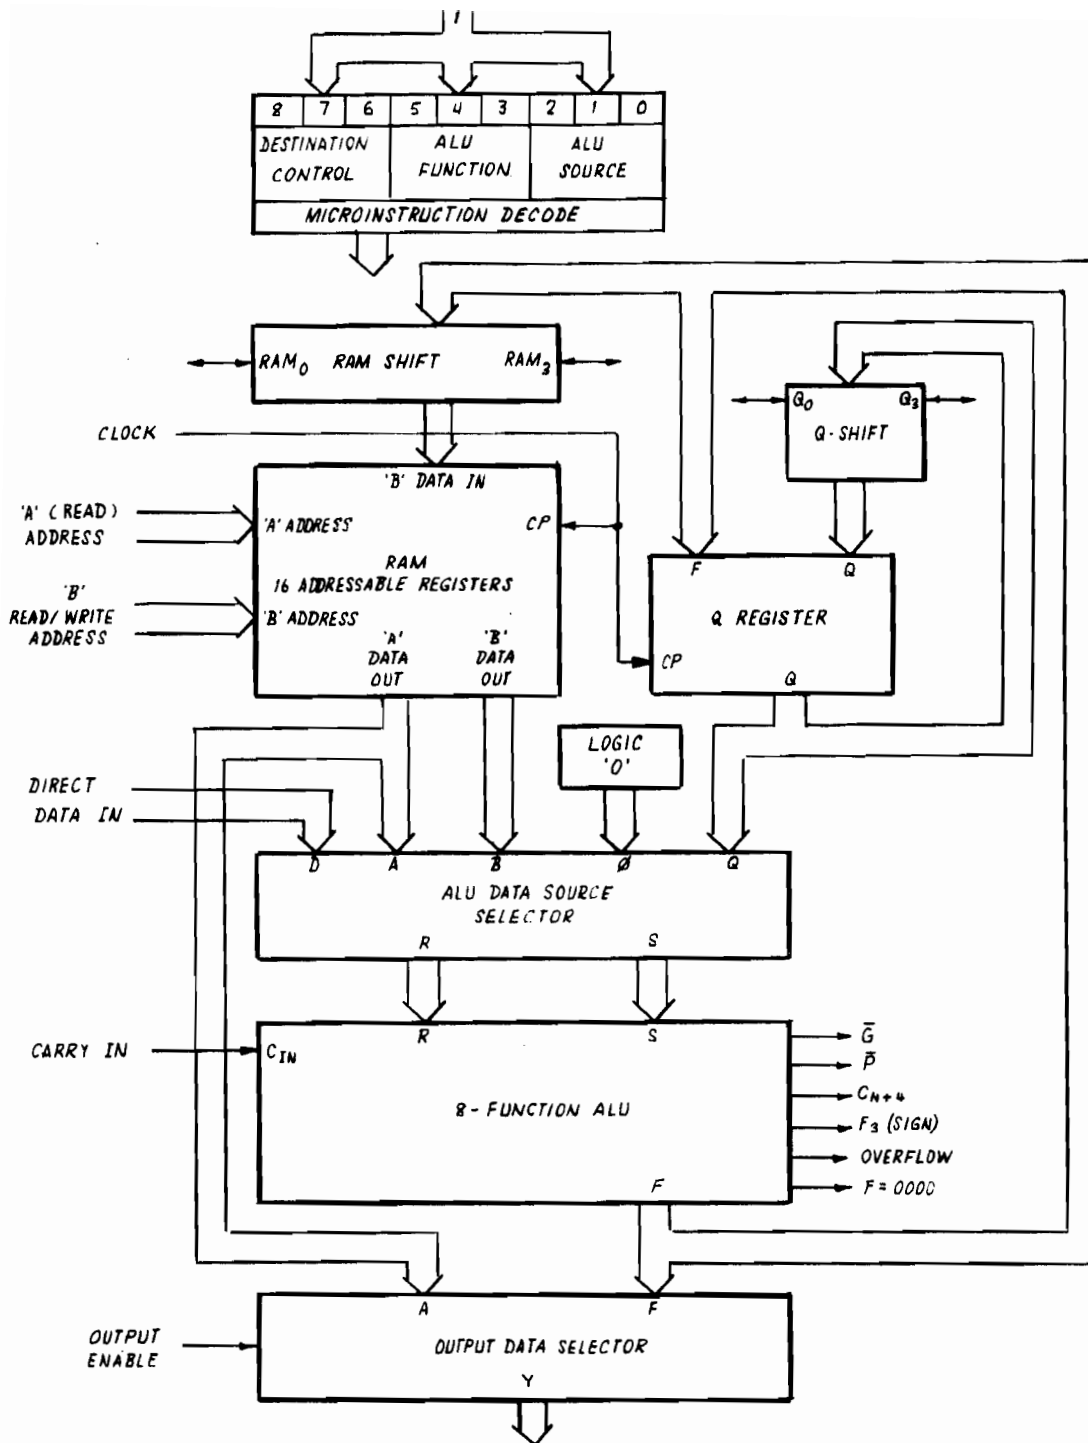 I
8 7 6 5 4 3 2 1 0
DESTINATION CONTROL
ALU FUNCTION
ALU SOURCE
MICROINSTRUCTION DECODE
RAM0 RAM SHIFT RAM3
Q0 Q3
Q-SHIFT
CLOCK
'B' DATA IN
'A' (READ)
ADDRESS
'A' ADDRESS
CP
RAM
16 ADDRESSABLE REGISTERS
'B'
READ/WRITE
ADDRESS
'B' ADDRESS
'A'
DATA
OUT
'B'
DATA
OUT
F Q
Q REGISTER
CP
Q
LOGIC
'0'
DIRECT
DATA IN
D A B Ø Q
ALU DATA SOURCE
SELECTOR
R S
R S
CARRY IN
CIN
8-FUNCTION ALU
F
G̅
P̅
CN+4
F3 (SIGN)
OVERFLOW
F=0000
A F
OUTPUT
ENABLE
OUTPUT DATA SELECTOR
Y